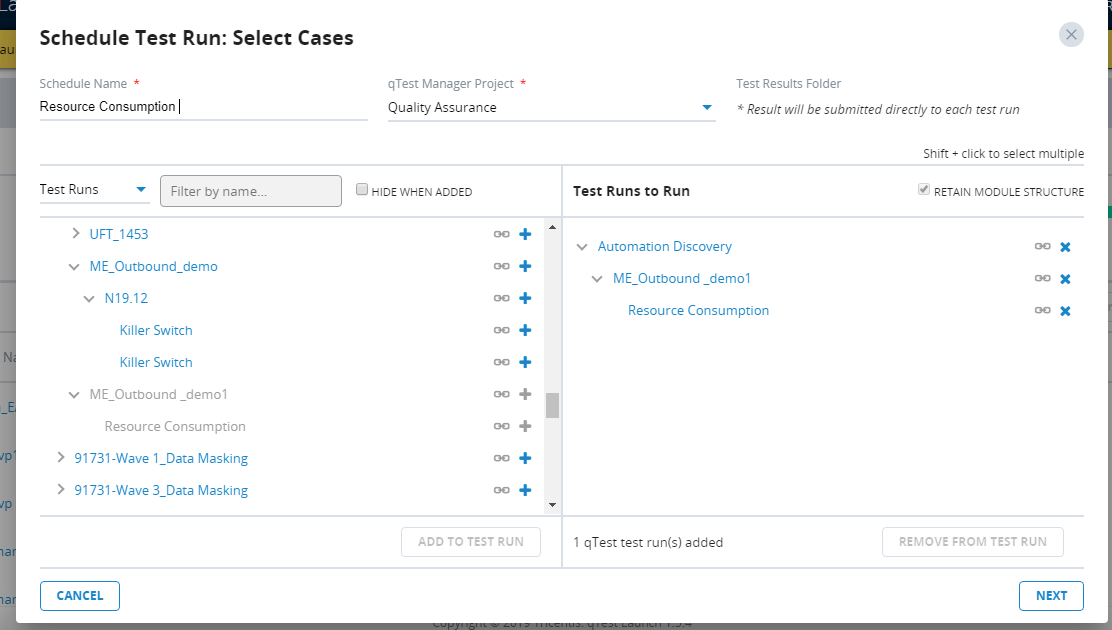 Schedule Test Run: Select Cases
Schedule Name *
Resource Consumption
qTest Manager Project *
Quality Assurance
Test Results Folder
* Result will be submitted directly to each test run
Shift + click to select multiple
Test Runs
Filter by name...
HIDE WHEN ADDED
Test Runs to Run
RETAIN MODULE STRUCTURE
UFT_1453
ME_Outbound_demo
N19.12
Killer Switch
Killer Switch
ME_Outbound _demo1
Resource Consumption
91731-Wave 1_Data Masking
91731-Wave 3_Data Masking
Automation Discovery
ME_Outbound _demo1
Resource Consumption
ADD TO TEST RUN
1 qTest test run(s) added
REMOVE FROM TEST RUN
CANCEL
NEXT